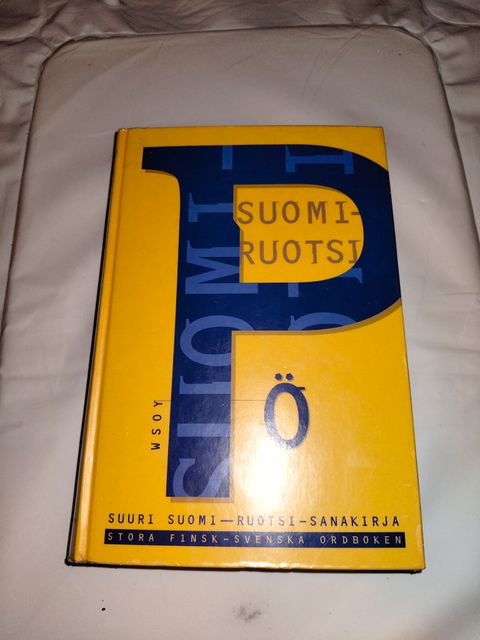 P
SUOMI-
RUOTSI
SUOMI-
Ö
WSOY
SUURI SUOMI—RUOTSI-SANAKIRJA
STORA FINSK-SVENSKA ORDBOKEN